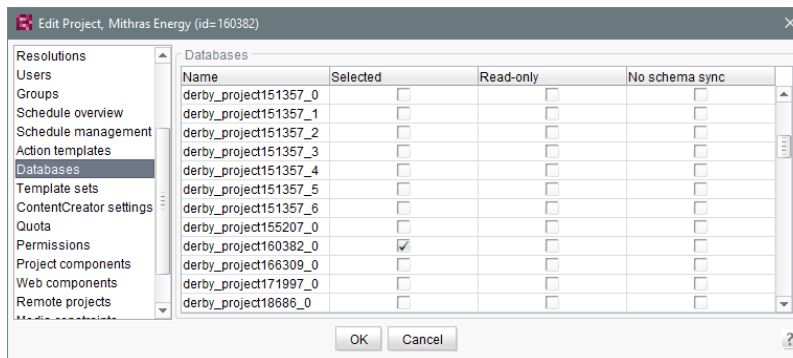 Edit Project, Mithras Energy (id=160382)
Resolutions
Users
Groups
Schedule overview
Schedule management
Action templates
Databases
Template sets
ContentCreator settings
Quota
Permissions
Project components
Web components
Remote projects
Databases
Name Selected Read-only No schema sync
derby_project151357_0
derby_project151357_1
derby_project151357_2
derby_project151357_3
derby_project151357_4
derby_project151357_5
derby_project151357_6
derby_project155207_0
derby_project160382_0
derby_project166309_0
derby_project171997_0
derby_project18686_0
OK Cancel
?